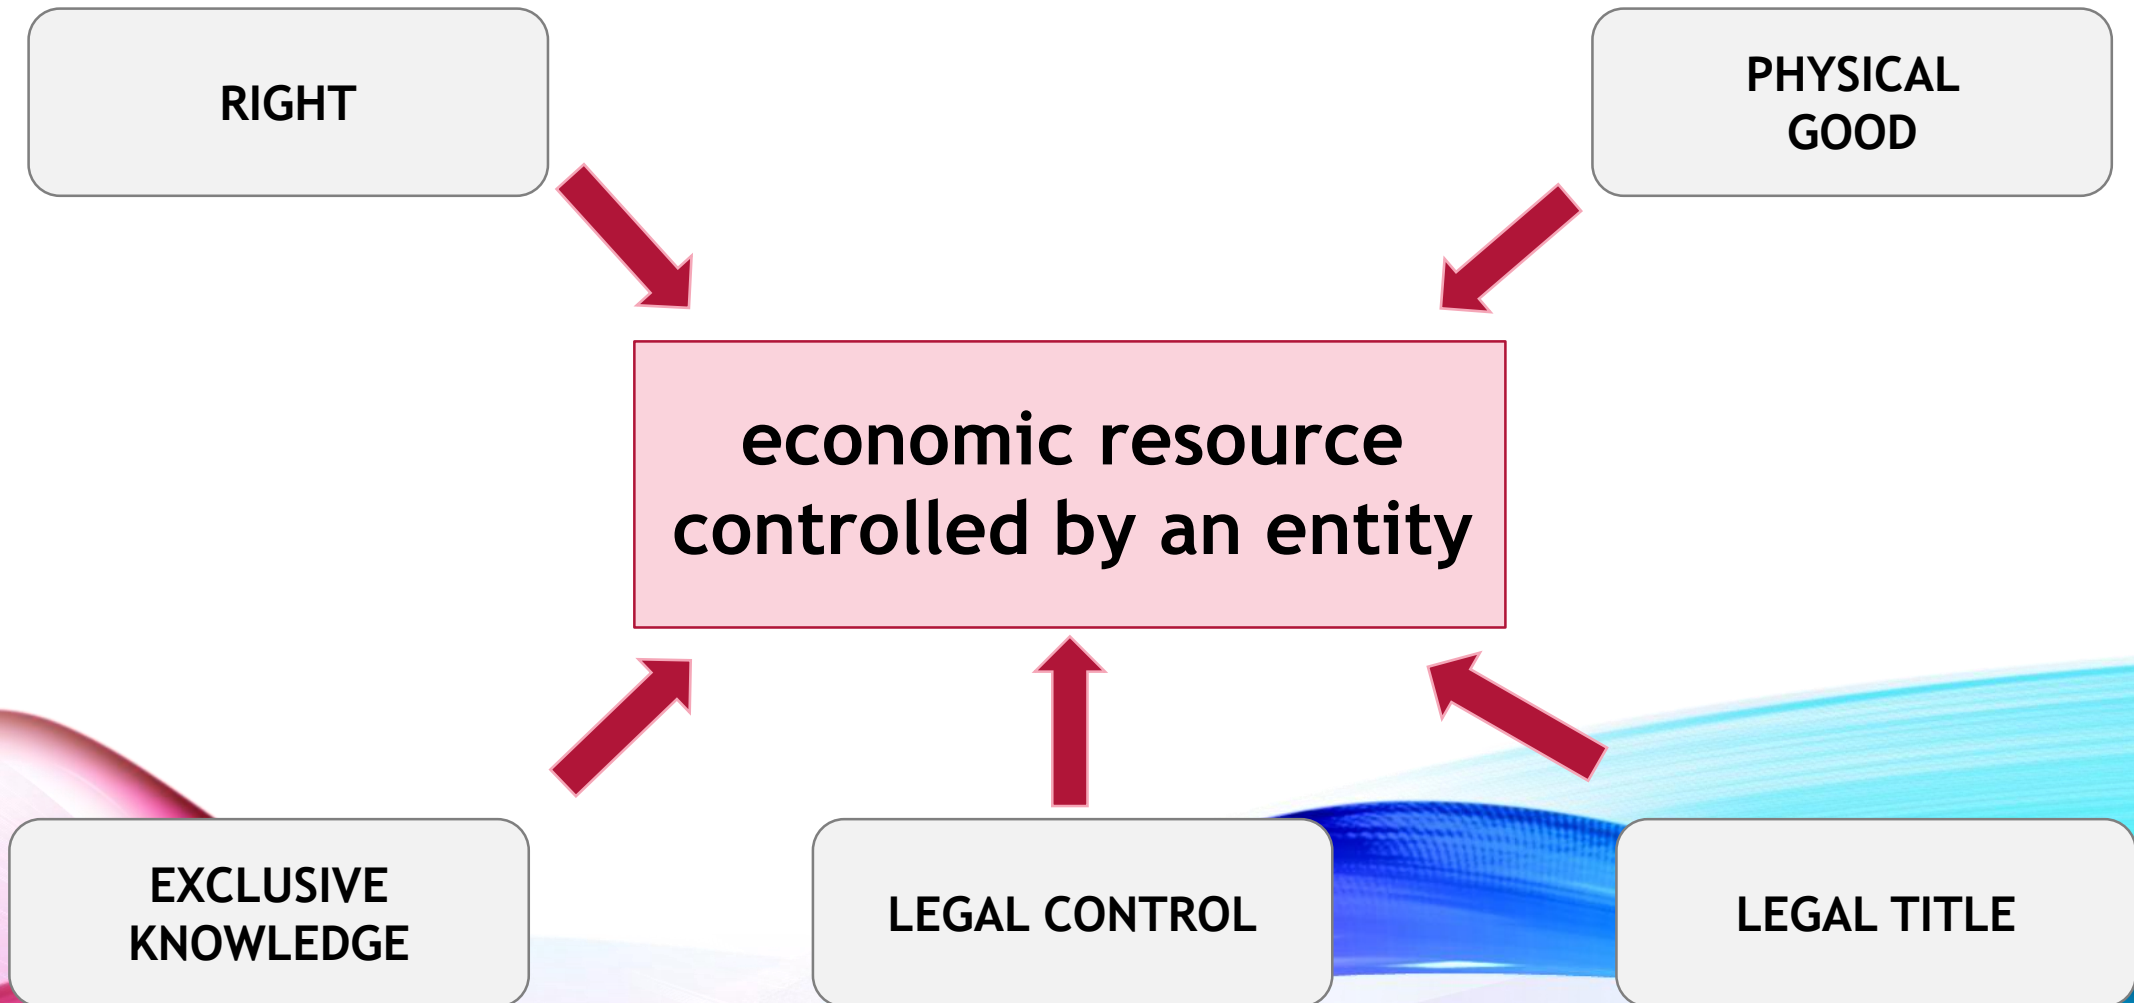 RIGHT
PHYSICAL
GOOD
economic resource
controlled by an entity
EXCLUSIVE
KNOWLEDGE
LEGAL CONTROL
LEGAL TITLE